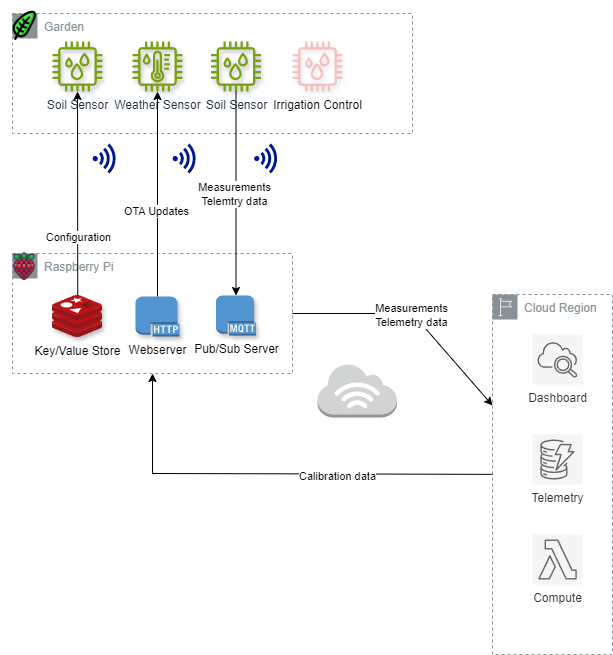 Garden
Soil Sensor
Weather Sensor
Soil Sensor
Irrigation Control
Measurements
Telemtry data
OTA Updates
Configuration
Raspberry Pi
HTTP
MQTT
Key/Value Store
Webserver
Pub/Sub Server
Measurements
Telemetry data
Cloud Region
Dashboard
Calibration data
Telemetry
Compute